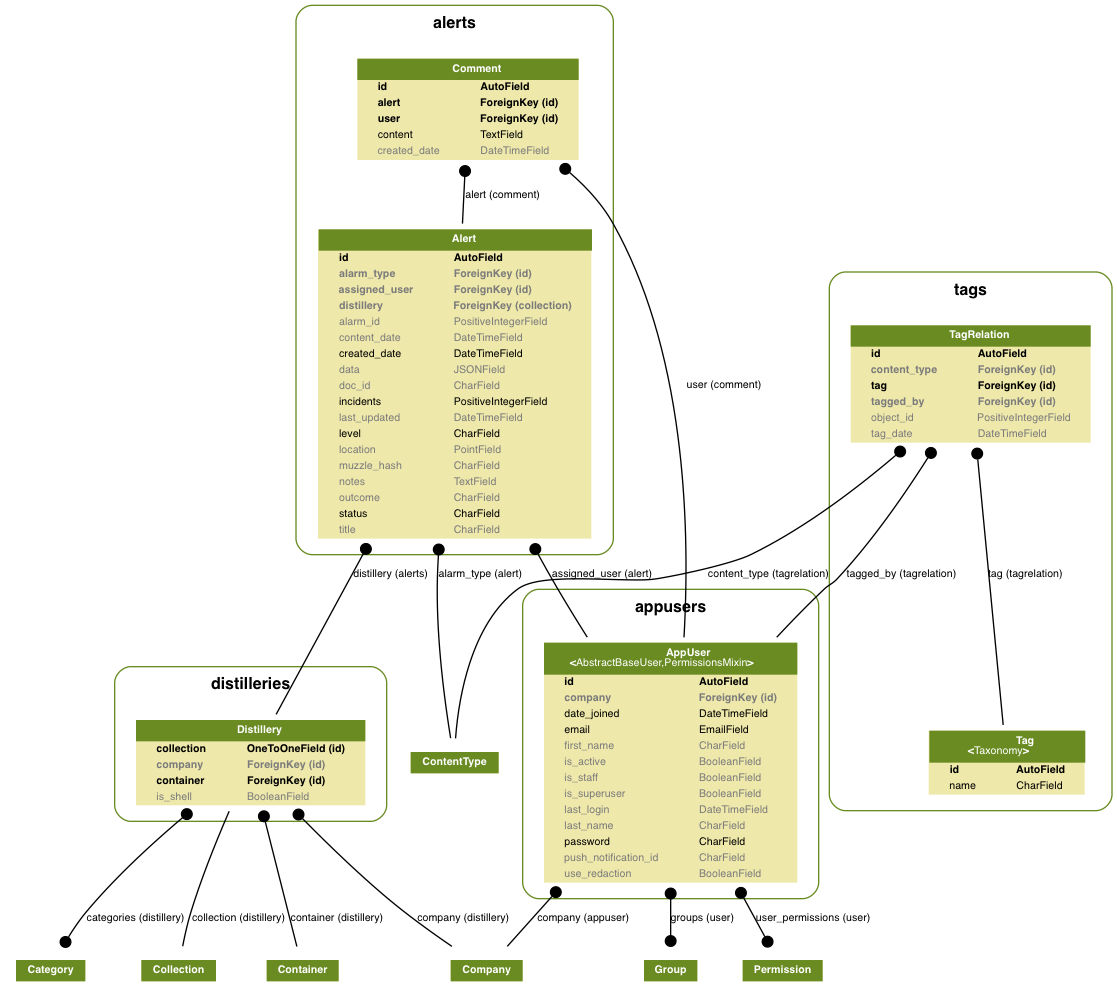 alerts
Comment
id AutoField
alert ForeignKey (id)
user ForeignKey (id)
content TextField
created_date DateTimeField
alert (comment)
Alert
id AutoField
alarm_type ForeignKey (id)
assigned_user ForeignKey (id)
distillery ForeignKey (collection)
alarm_id PositiveIntegerField
content_date DateTimeField
created_date DateTimeField
data JSONField
doc_id CharField
incidents PositiveIntegerField
last_updated DateTimeField
level CharField
location PointField
muzzle_hash CharField
notes TextField
outcome CharField
status CharField
title CharField
user (comment)
tags
TagRelation
id AutoField
content_type ForeignKey (id)
tag ForeignKey (id)
tagged_by ForeignKey (id)
object_id PositiveIntegerField
tag_date DateTimeField
distillery (alerts)
alarm_type (alert)
assigned_user (alert)
content_type (tagrelation)
tagged_by (tagrelation)
tag (tagrelation)
appusers
AppUser
<AbstractBaseUser,PermissionsMixin>
id AutoField
company ForeignKey (id)
date_joined DateTimeField
email EmailField
first_name CharField
is_active BooleanField
is_staff BooleanField
is_superuser BooleanField
last_login DateTimeField
last_name CharField
password CharField
push_notification_id CharField
use_redaction BooleanField
distilleries
Distillery
collection OneToOneField (id)
company ForeignKey (id)
container ForeignKey (id)
is_shell BooleanField
ContentType
Tag
<Taxonomy>
id AutoField
name CharField
categories (distillery)
collection (distillery)
container (distillery)
company (distillery)
company (appuser)
groups (user)
user_permissions (user)
Category
Collection
Container
Company
Group
Permission